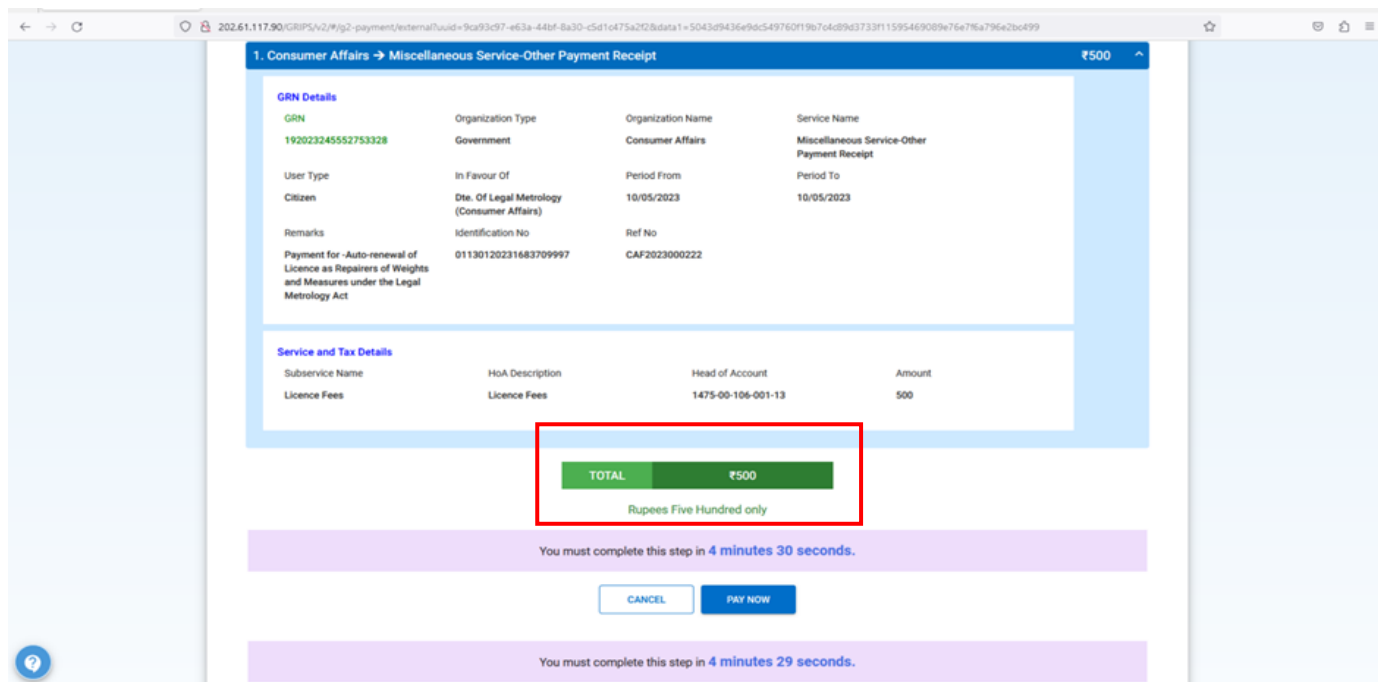 202.61.117.90/GRIPS/v2/#/g2-payment/external?uuid=9ca93c97-e63a-44bf-8a30-c5d1c475a2f2&data1=5043d9436e9dc549760f19b7c4c89d3733f11595469089e76e7f6a796e2bc499
1. Consumer Affairs → Miscellaneous Service-Other Payment Receipt ₹500
GRN Details
GRN Organization Type Organization Name Service Name
192023245552753328 Government Consumer Affairs Miscellaneous Service-Other
Payment Receipt
User Type In Favour Of Period From Period To
Citizen Dte. Of Legal Metrology 10/05/2023 10/05/2023
(Consumer Affairs)
Remarks Identification No Ref No
Payment for -Auto-renewal of 01130120231683709997 CAF2023000222
Licence as Repairers of Weights
and Measures under the Legal
Metrology Act
Service and Tax Details
Subservice Name HoA Description Head of Account Amount
Licence Fees Licence Fees 1475-00-106-001-13 500
TOTAL ₹500
Rupees Five Hundred only
You must complete this step in 4 minutes 30 seconds.
CANCEL PAY NOW
You must complete this step in 4 minutes 29 seconds.